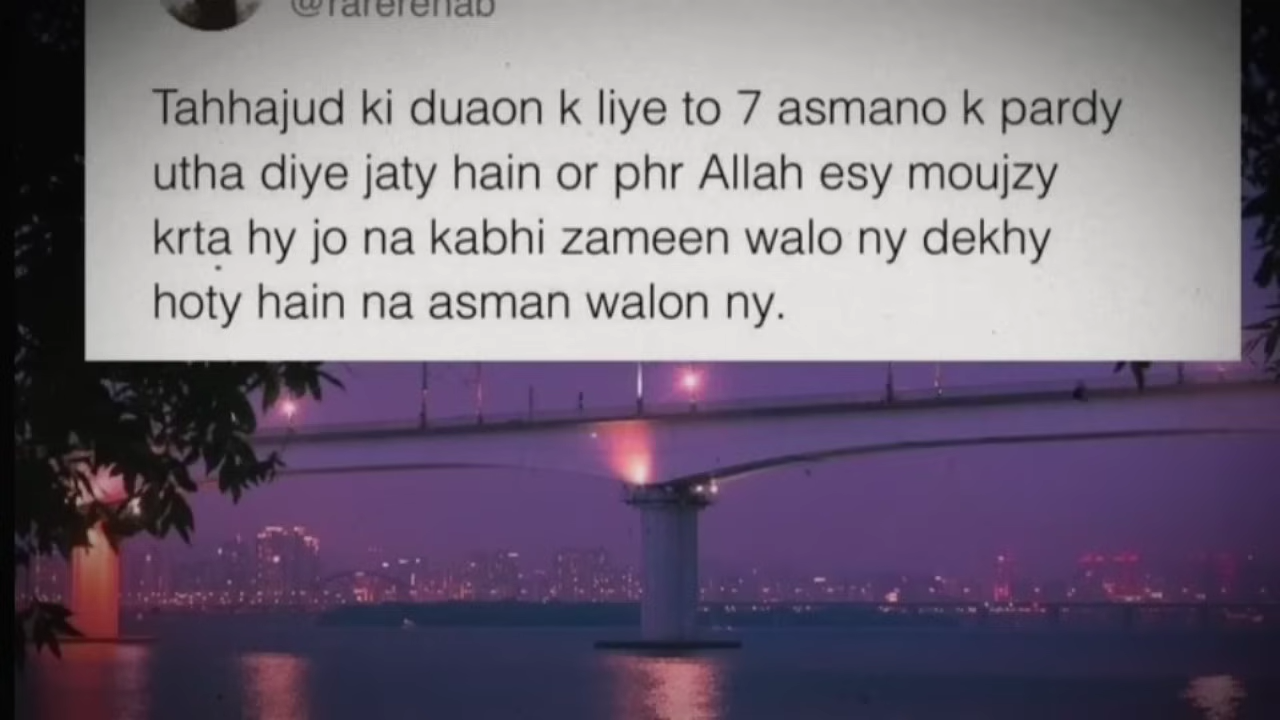 @rarerehab
Tahhajud ki duaon k liye to 7 asmano k pardy
utha diye jaty hain or phr Allah esy moujzy
krta hy jo na kabhi zameen walo ny dekhy
hoty hain na asman walon ny.